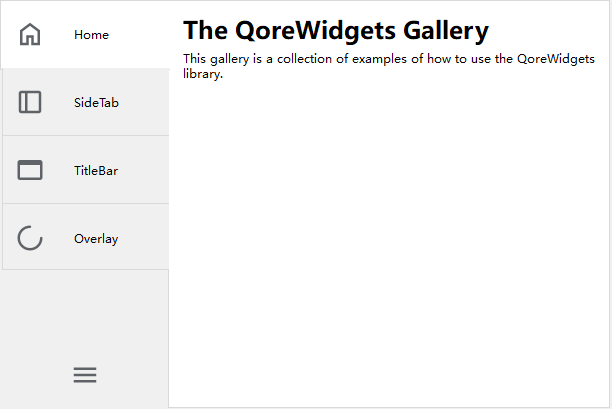 Home
SideTab
TitleBar
Overlay
The QoreWidgets Gallery
This gallery is a collection of examples of how to use the QoreWidgets
library.